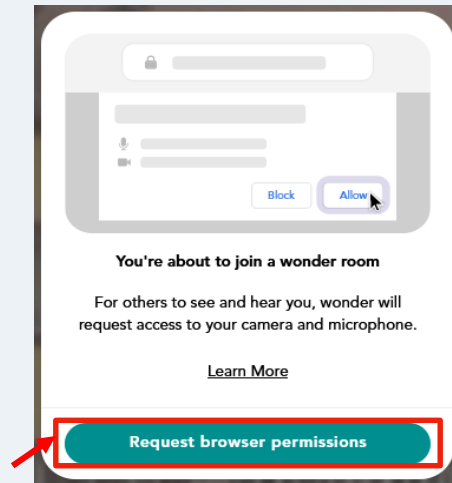 Block Allow
You're about to join a wonder room
For others to see and hear you, wonder will
request access to your camera and microphone.
Learn More
Request browser permissions